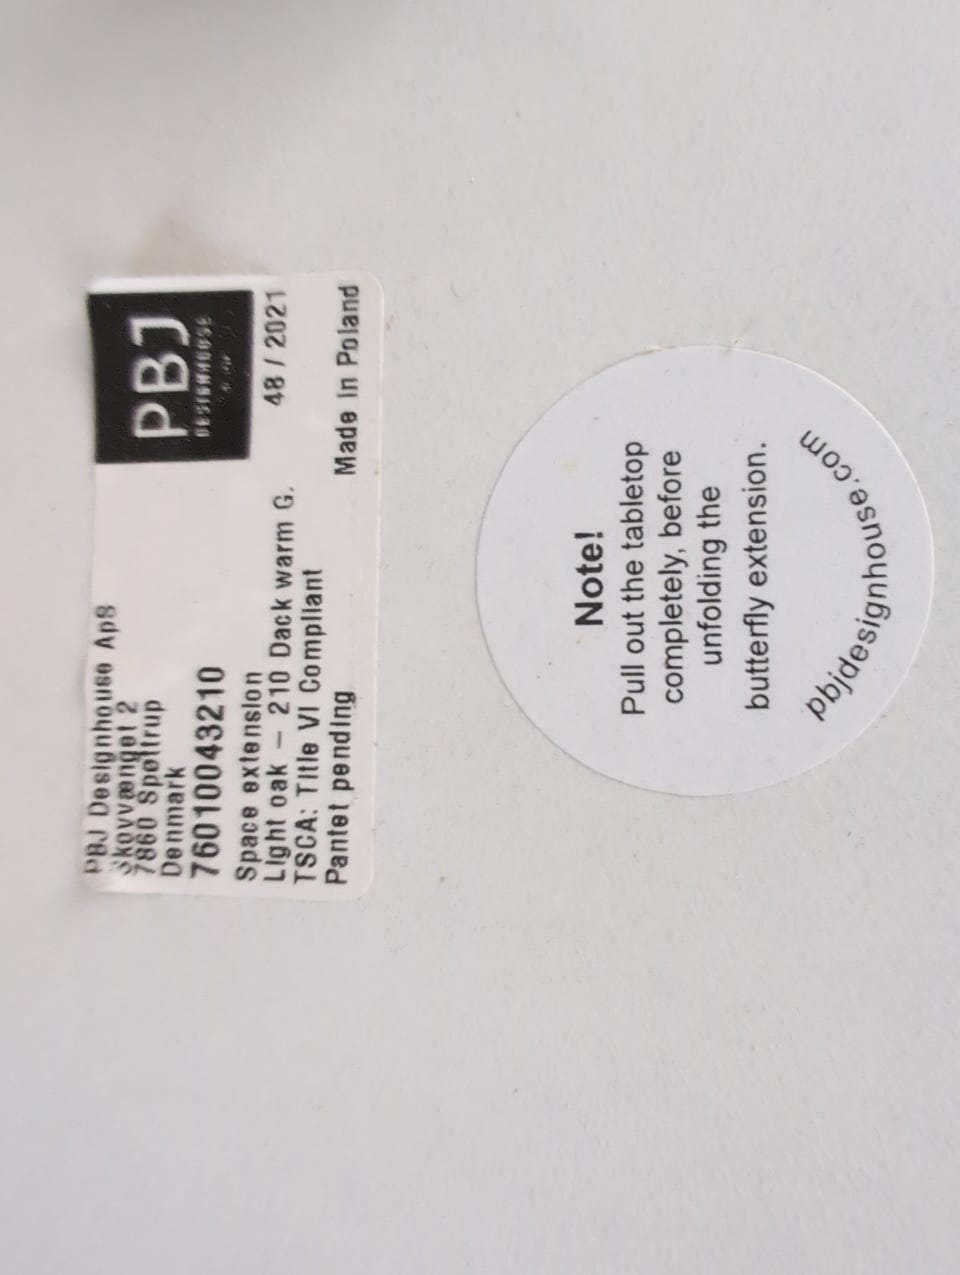 PBJ Designhouse ApS
Skovvænget 2
7860 Spøttrup
Denmark
76010043210
Space extension
Light oak – 210 Dack warm G.
TSCA: Title VI Compliant
Pantet pending
PBJ
DESIGNHOUSE
48 / 2021
Made in Poland
Note!
Pull out the tabletop
completely, before
unfolding the
butterfly extension.
pbjdesignhouse.com